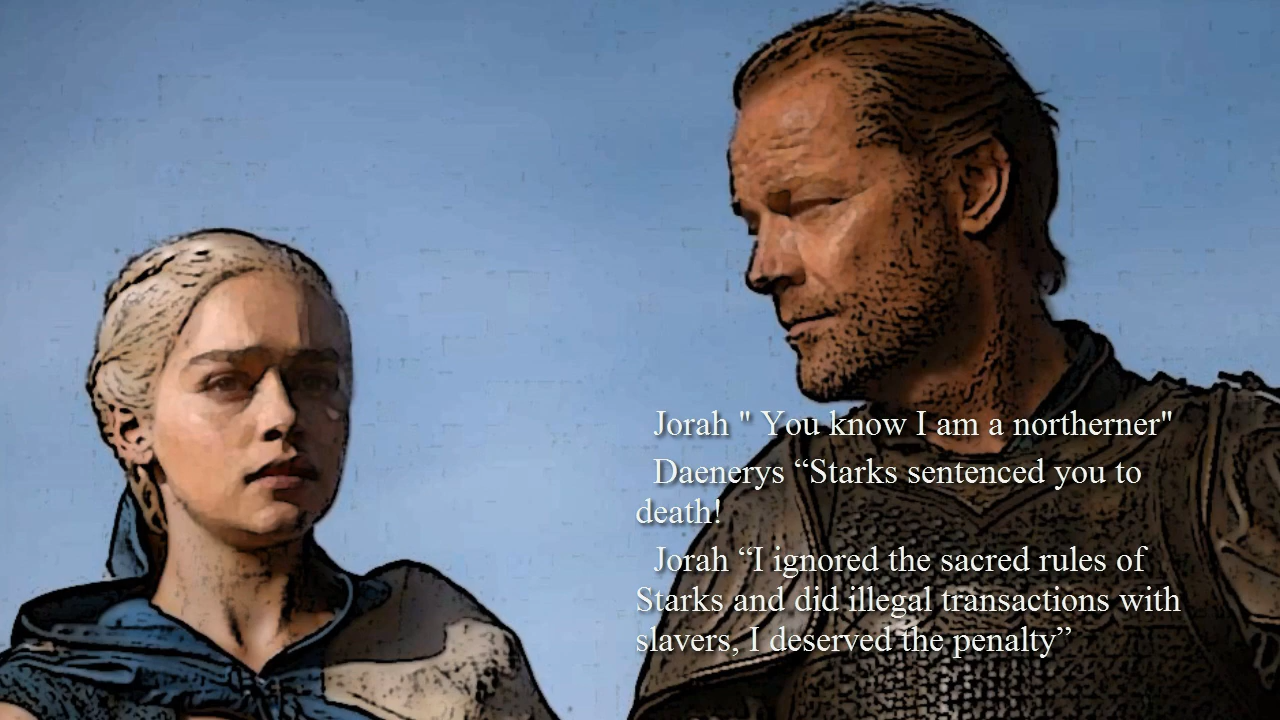 Jorah " You know I am a northerner"
Daenerys “Starks sentenced you to
death!
Jorah “I ignored the sacred rules of
Starks and did illegal transactions with
slavers, I deserved the penalty”